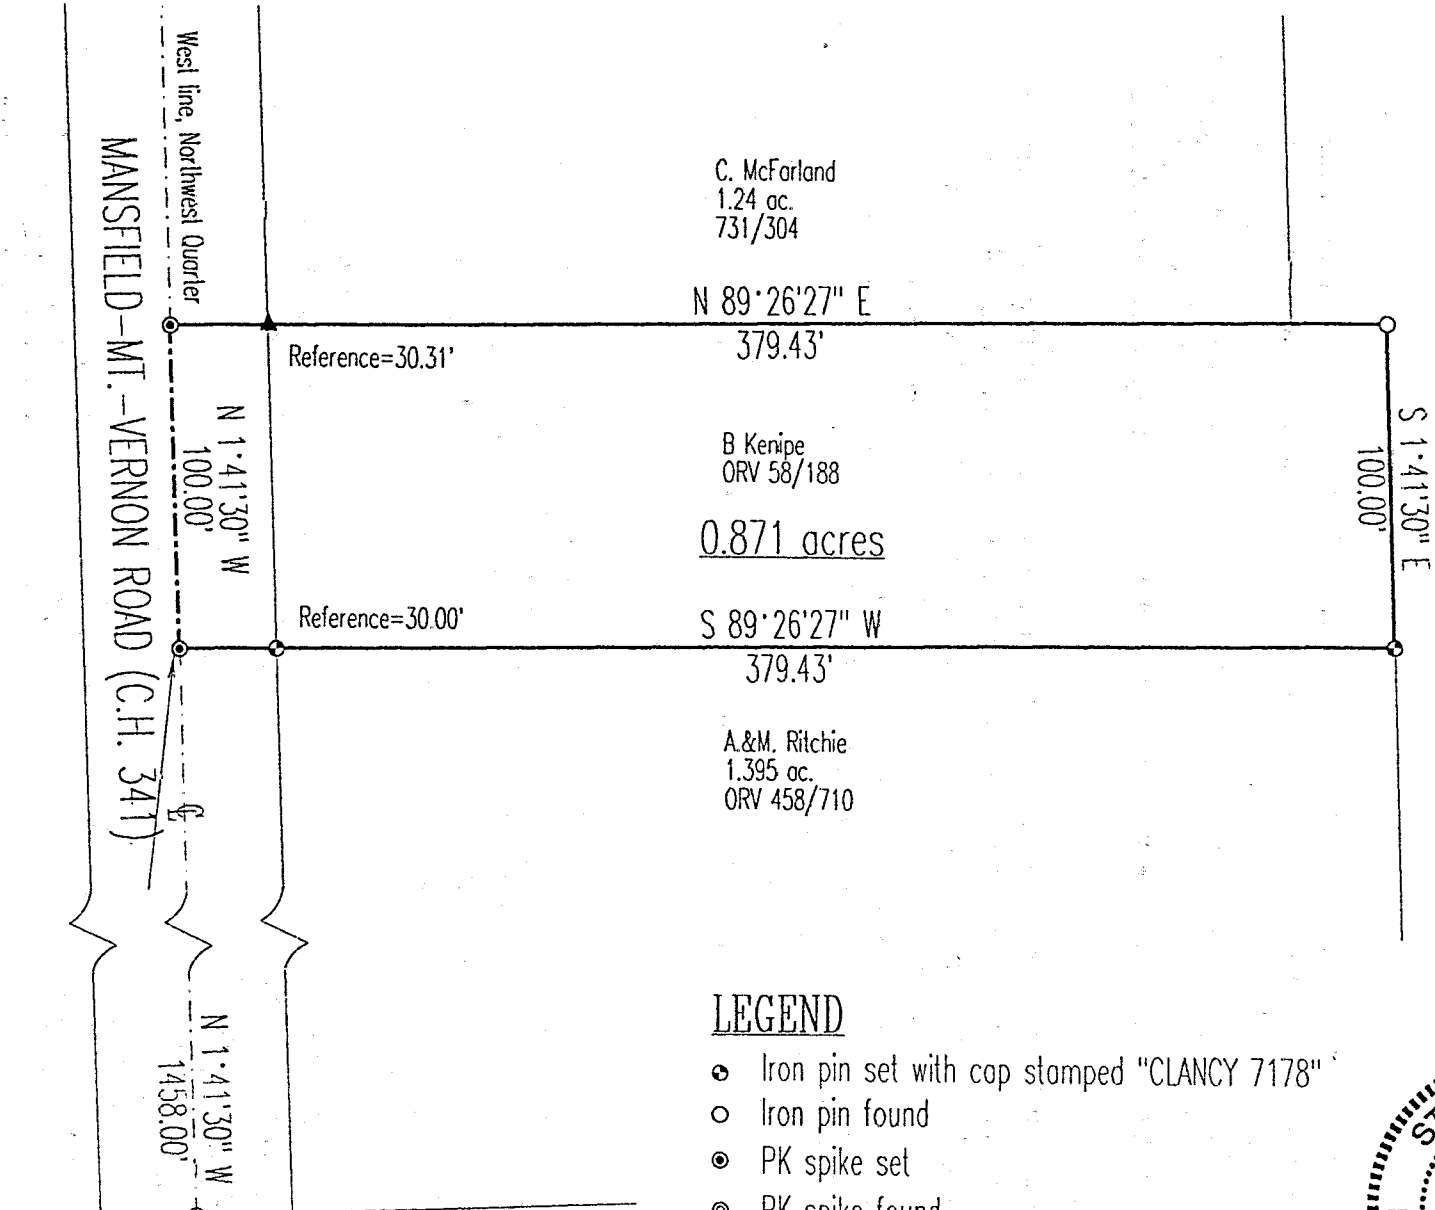 West line, Northwest Quarter
MANSFIELD-MT.-VERNON ROAD (C.H. 341)
C. McFarland
1.24 ac.
731/304
N 89°26'27" E
379.43'
Reference=30.31'
N 1°41'30" W
100.00'
B Kenipe
ORV 58/188
0.871 acres
S 1°41'30" E
100.00'
Reference=30.00'
S 89°26'27" W
379.43'
A.&M. Ritchie
1.395 ac.
ORV 458/710
℄
N 1°41'30" W
1458.00'
LEGEND
Iron pin set with cap stamped "CLANCY 7178"
Iron pin found
PK spike set
PK spike found